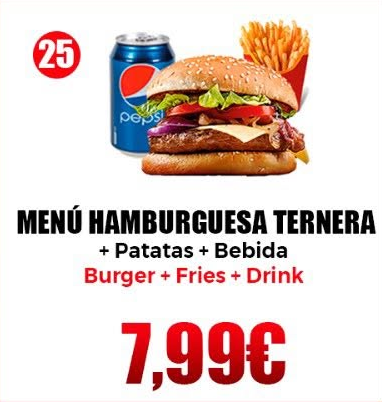 25
pepsi
MENÚ HAMBURGUESA TERNERA
+ Patatas + Bebida
Burger + Fries + Drink
7,99€